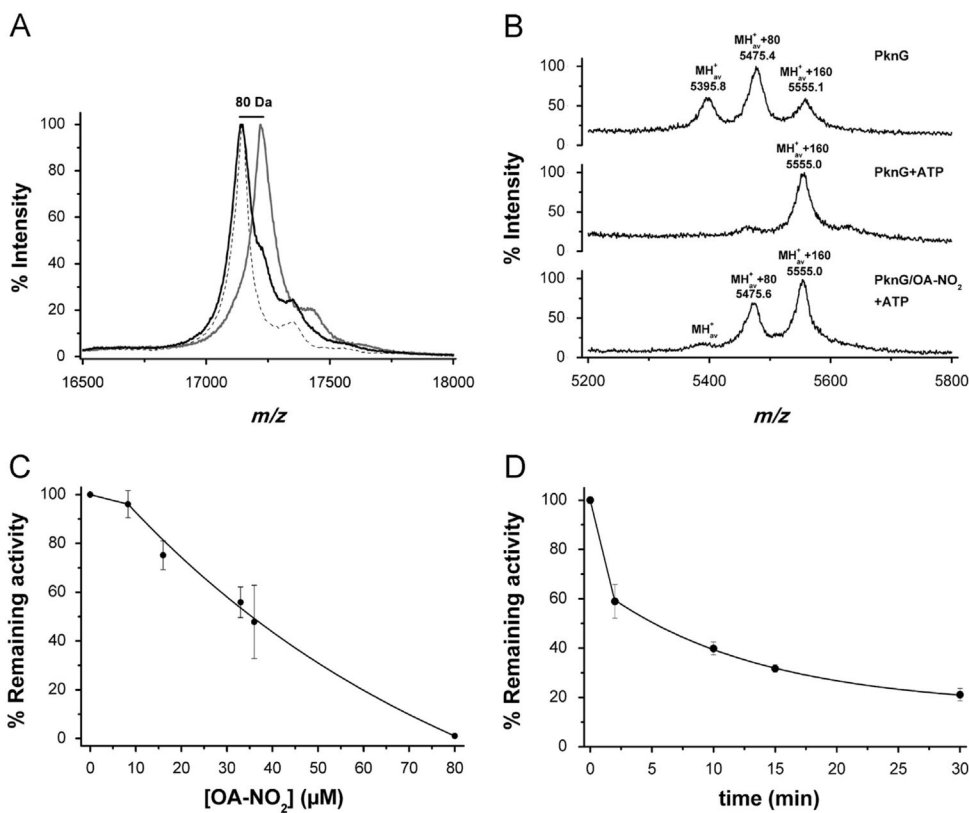 A
80 Da
100
80
60
40
20
0
% Intensity
16500 17000 17500 18000
m/z
B
MH⁺av
5395.8
MH⁺av+80
5475.4
MH⁺av+160
5555.1
PknG
100
50
0
MH⁺av+160
5555.0
PknG+ATP
100
50
0
MH⁺av
MH⁺av+80
5475.6
MH⁺av+160
5555.0
PknG/OA-NO₂
+ATP
100
50
0
% Intensity
5200 5400 5600 5800
m/z
C
100
80
60
40
20
0
% Remaining activity
0 10 20 30 40 50 60 70 80
[OA-NO₂] (µM)
D
100
80
60
40
20
0
% Remaining activity
0 5 10 15 20 25 30
time (min)